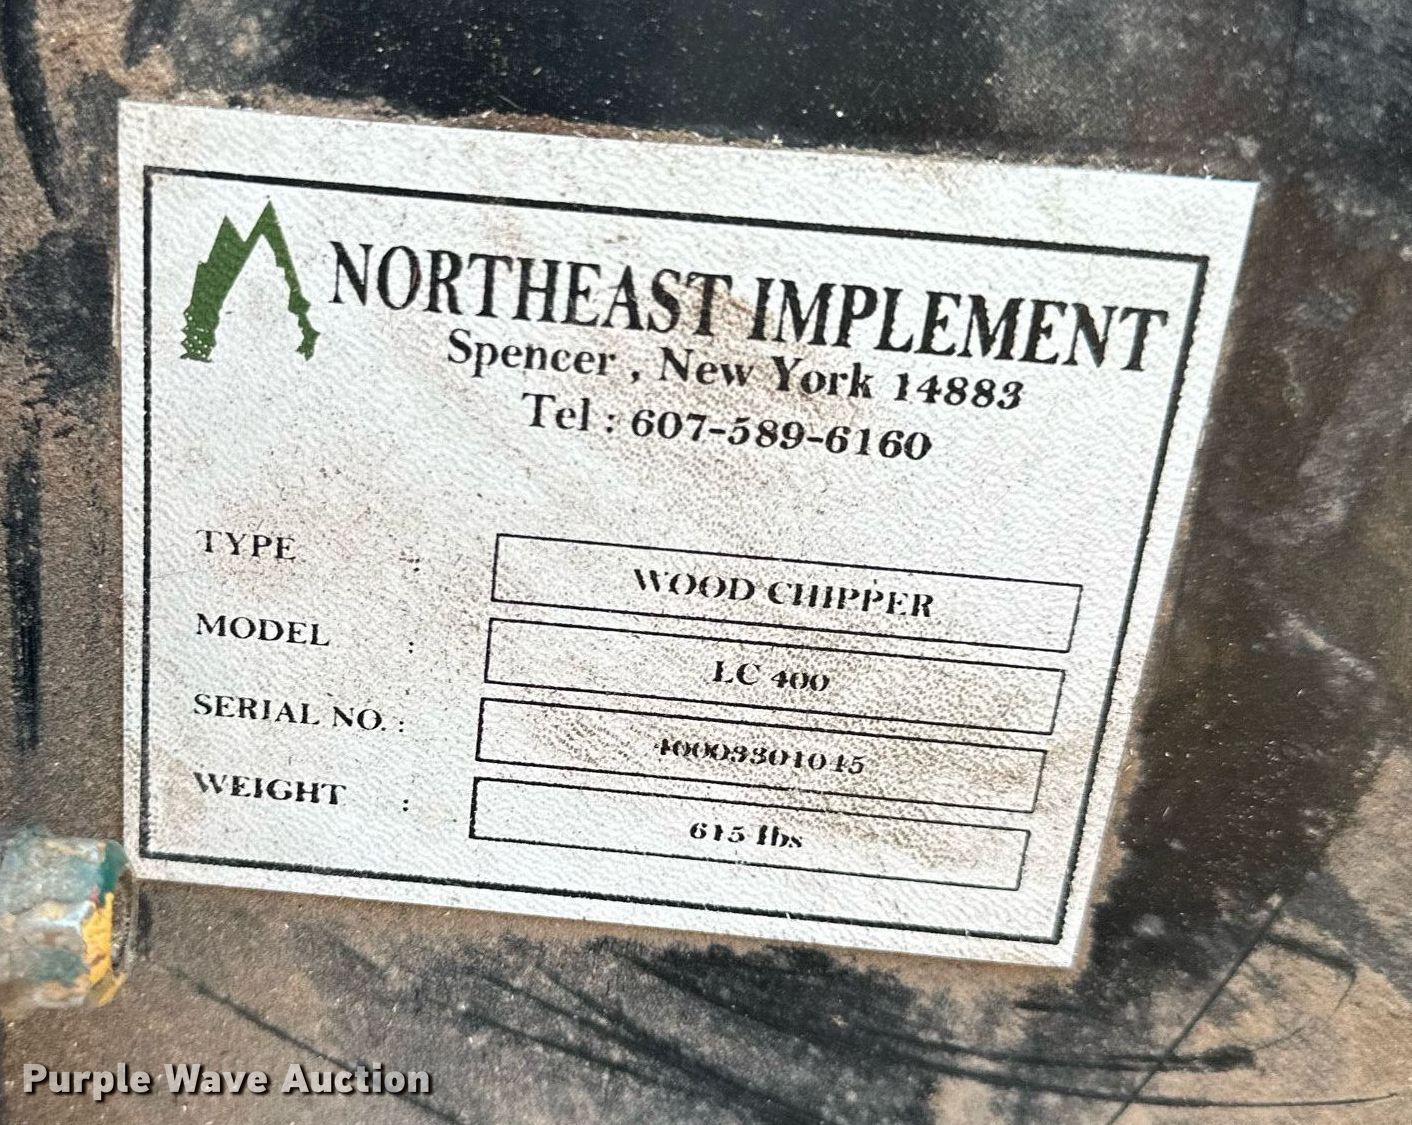 NORTHEAST IMPLEMENT
Spencer , New York 14883
Tel : 607-589-6160
TYPE : WOOD CHIPPER
MODEL : LC 400
SERIAL NO. : 40003301045
WEIGHT : 615 lbs
Purple Wave Auction